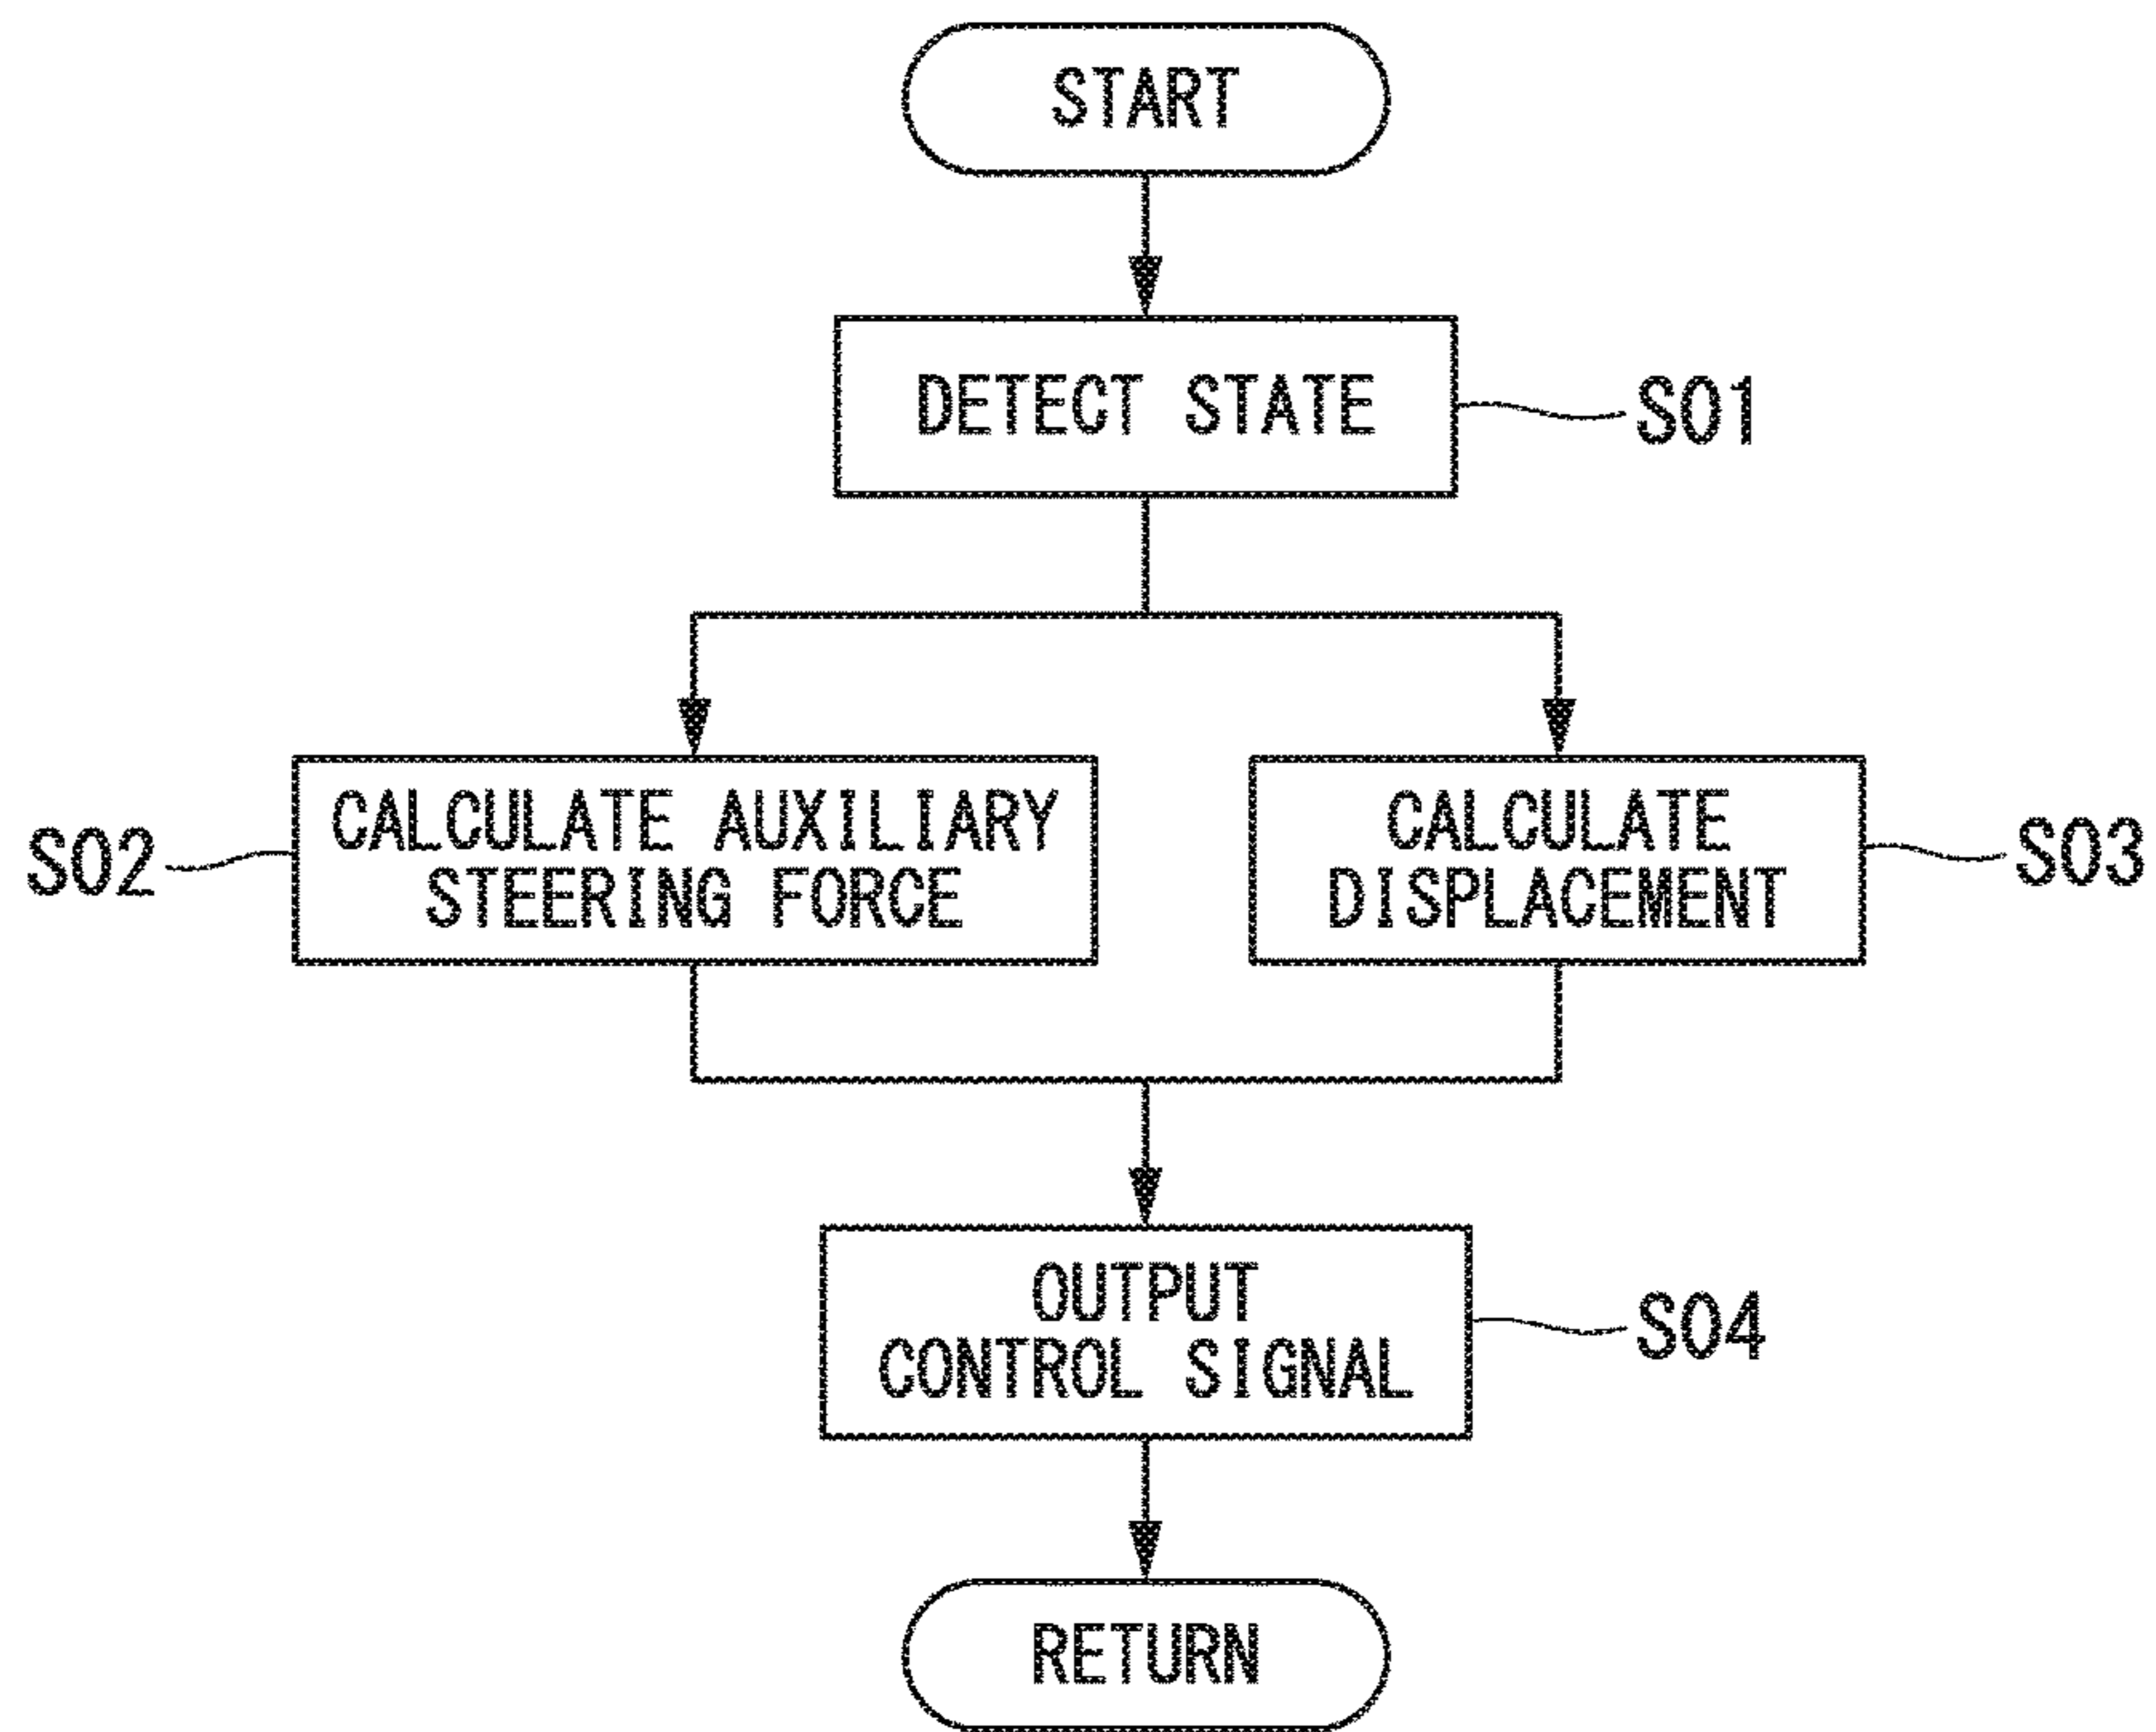 START
DETECT STATE
S01
S02
CALCULATE AUXILIARY
STEERING FORCE
CALCULATE
DISPLACEMENT
S03
OUTPUT
CONTROL SIGNAL
S04
RETURN